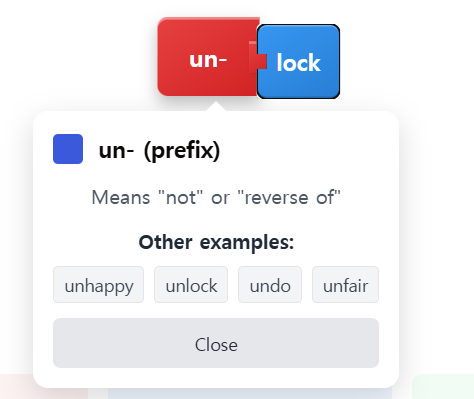 un- lock
un- (prefix)
Means "not" or "reverse of"
Other examples:
unhappy unlock undo unfair
Close